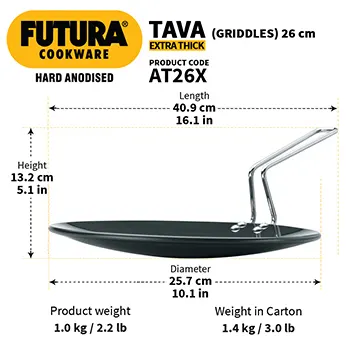 FUTURA®
COOKWARE
HARD ANODISED
TAVA (GRIDDLES) 26 cm
EXTRA THICK
PRODUCT CODE
AT26X
Length
40.9 cm
16.1 in
Height
13.2 cm
5.1 in
Diameter
25.7 cm
10.1 in
Product weight
1.0 kg / 2.2 lb
Weight in Carton
1.4 kg / 3.0 lb